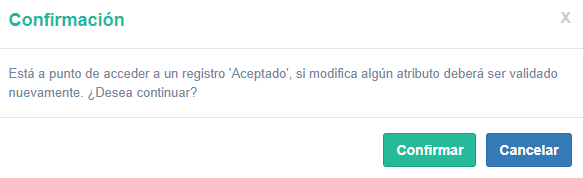 Confirmación
x
Está a punto de acceder a un registro 'Aceptado', si modifica algún atributo deberá ser validado
nuevamente. ¿Desea continuar?
Confirmar Cancelar